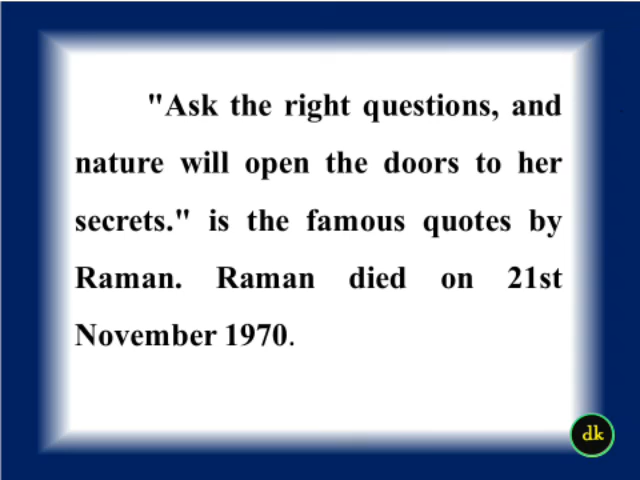 "Ask the right questions, and
nature will open the doors to her
secrets." is the famous quotes by
Raman. Raman died on 21st
November 1970.
dk